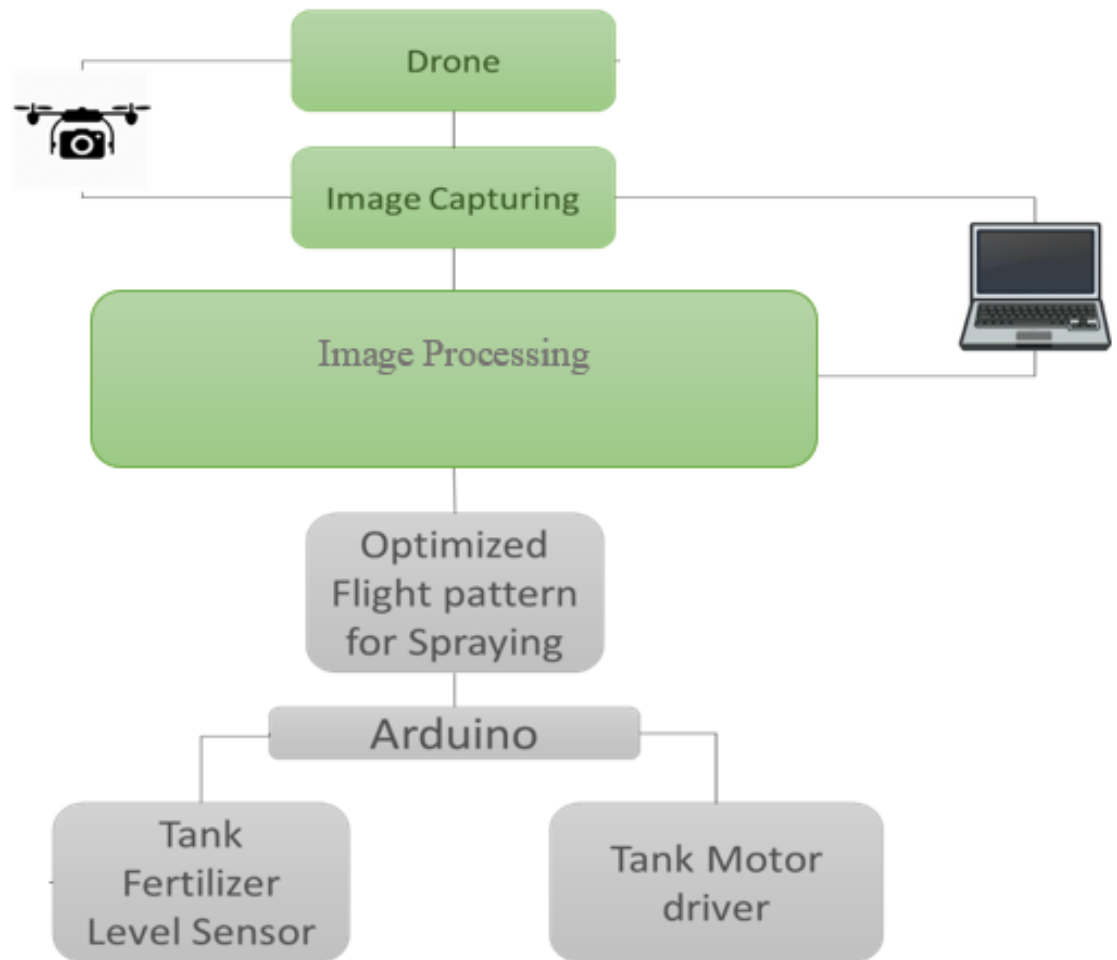 Drone
Image Capturing
Image Processing
Optimized
Flight pattern
for Spraying
Arduino
Tank
Fertilizer
Level Sensor
Tank Motor
driver